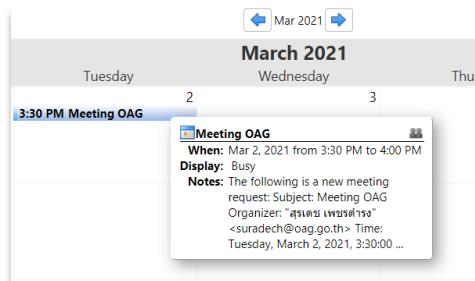 Mar 2021
March 2021
Tuesday Wednesday Thu
2 3
3:30 PM Meeting OAG
Meeting OAG
When: Mar 2, 2021 from 3:30 PM to 4:00 PM
Display: Busy
Notes: The following is a new meeting
request: Subject: Meeting OAG
Organizer: "สุรเดช เพชรดำรง"
<suradech@oag.go.th> Time:
Tuesday, March 2, 2021, 3:30:00 ...